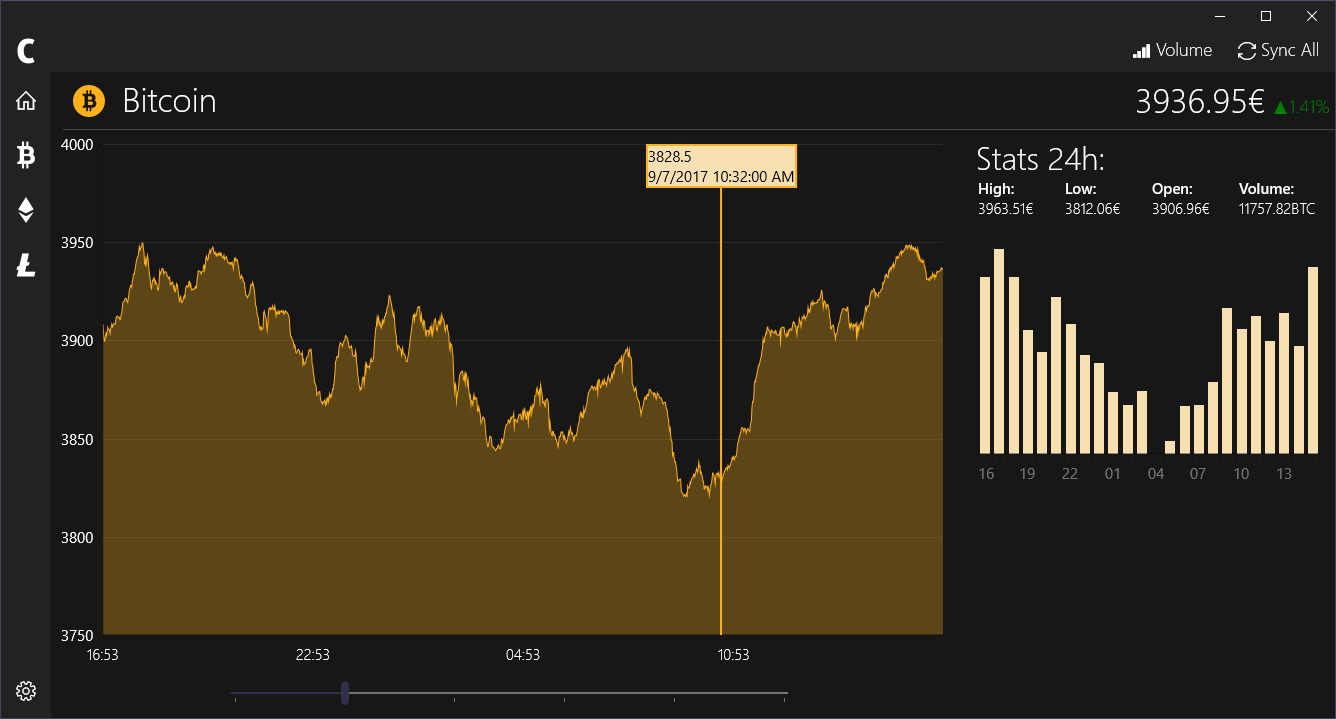 C
Volume Sync All
Bitcoin
3936.95€ ▲1.41%
4000
3950
3900
3850
3800
3750
3828.5
9/7/2017 10:32:00 AM
16:53 22:53 04:53 10:53
Stats 24h:
High: Low: Open: Volume:
3963.51€ 3812.06€ 3906.96€ 11757.82BTC
16 19 22 01 04 07 10 13